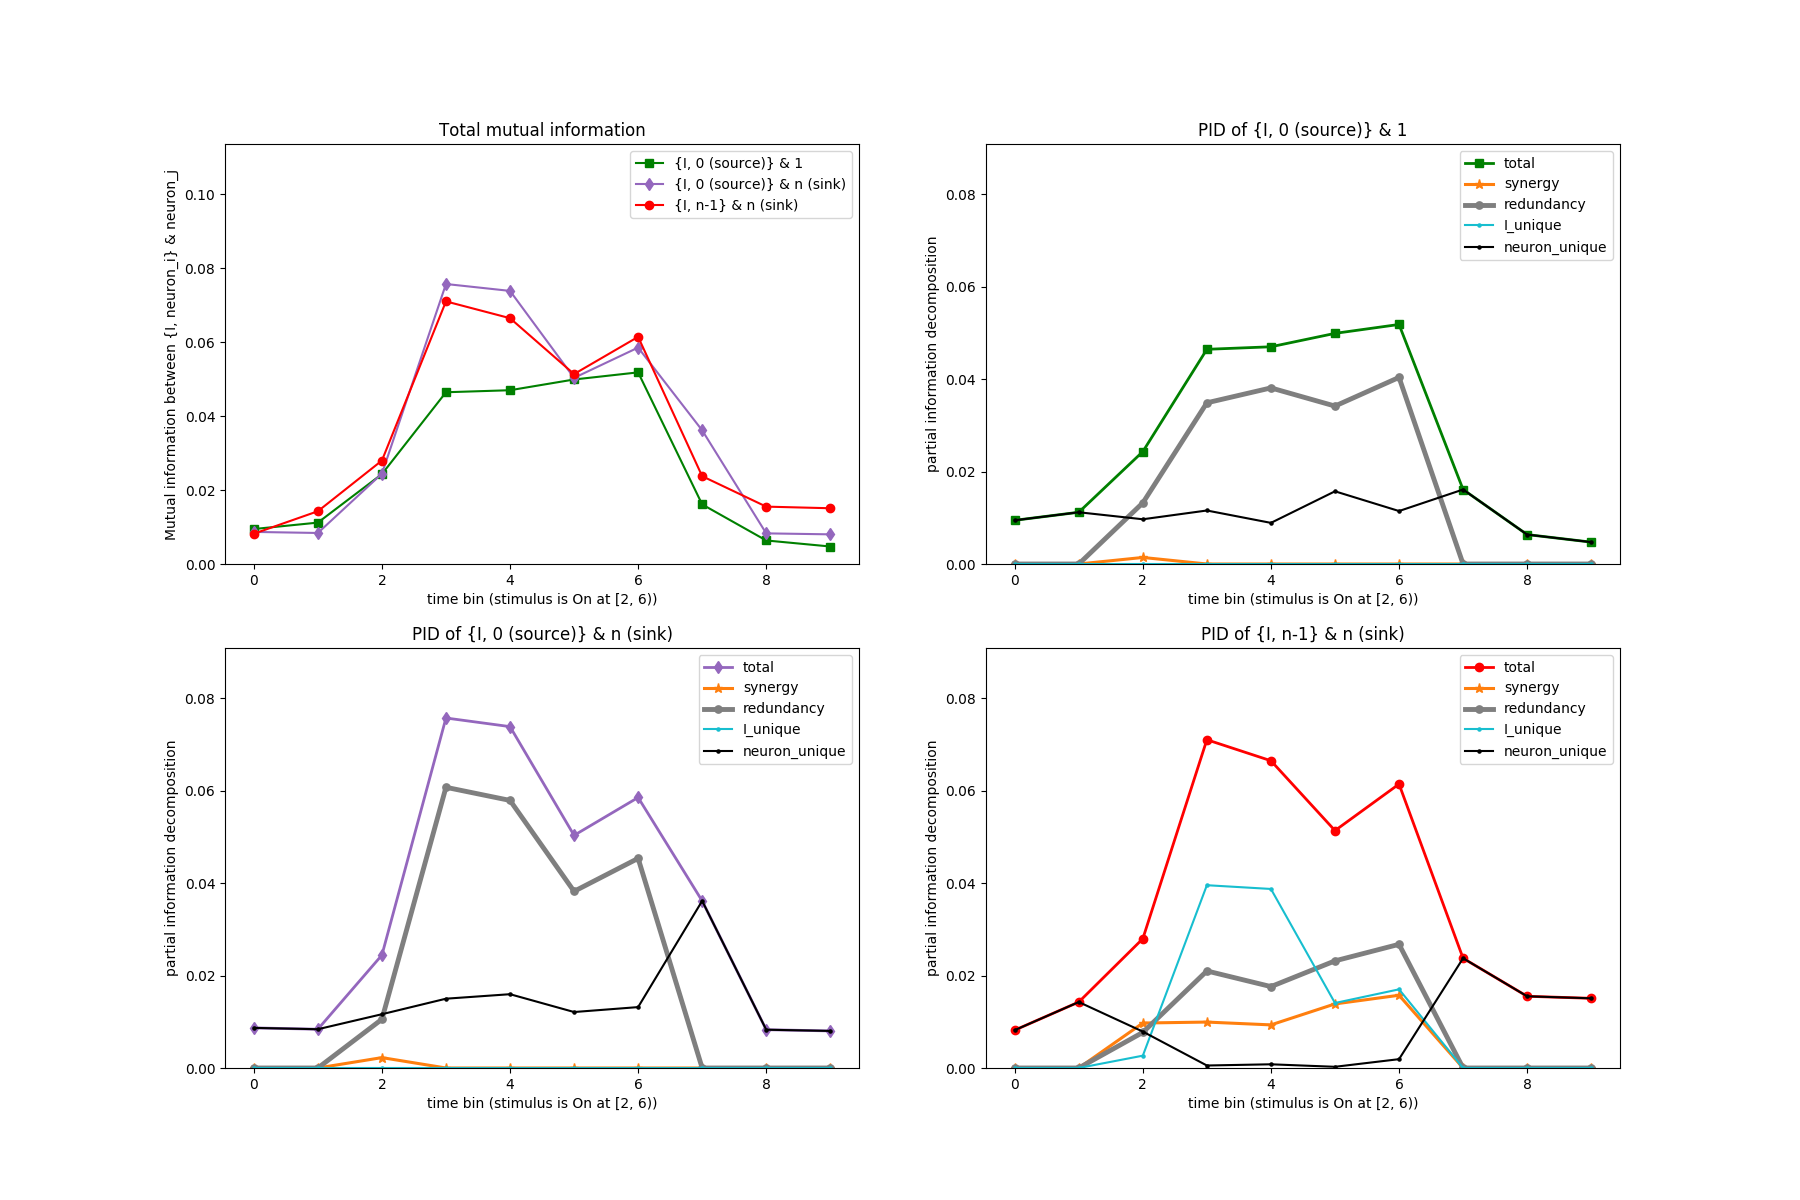 Total mutual information
Mutual information between {I, neuron_i} & neuron_j
0.10
0.08
0.06
0.04
0.02
0.00
{I, 0 (source)} & 1
{I, 0 (source)} & n (sink)
{I, n-1} & n (sink)
0 2 4 6 8
time bin (stimulus is On at [2, 6))
PID of {I, 0 (source)} & 1
partial information decomposition
0.08
0.06
0.04
0.02
0.00
total
synergy
redundancy
I_unique
neuron_unique
0 2 4 6 8
time bin (stimulus is On at [2, 6))
PID of {I, 0 (source)} & n (sink)
partial information decomposition
0.08
0.06
0.04
0.02
0.00
total
synergy
redundancy
I_unique
neuron_unique
0 2 4 6 8
time bin (stimulus is On at [2, 6))
PID of {I, n-1} & n (sink)
partial information decomposition
0.08
0.06
0.04
0.02
0.00
total
synergy
redundancy
I_unique
neuron_unique
0 2 4 6 8
time bin (stimulus is On at [2, 6))